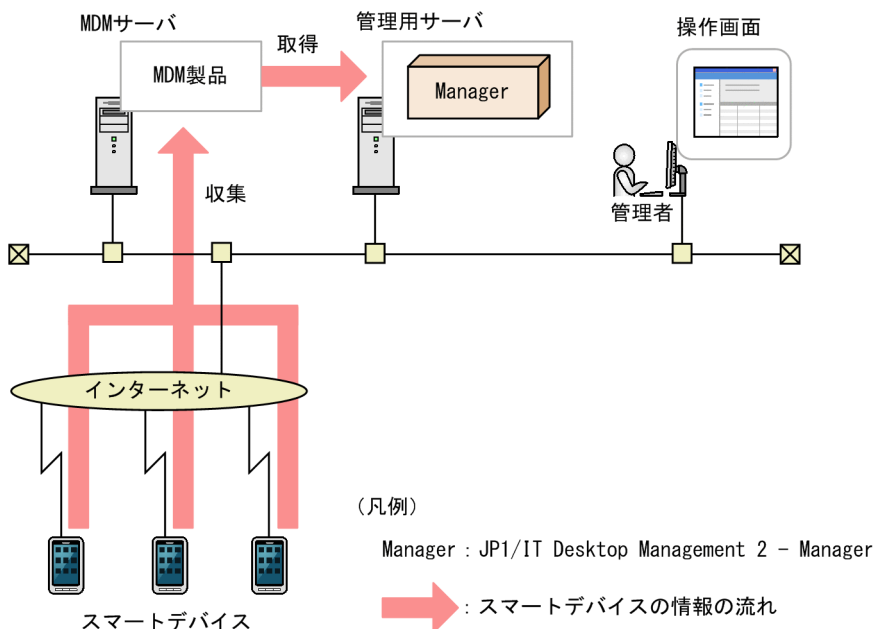 MDMサーバ
管理用サーバ
操作画面
取得
MDM製品
Manager
収集
管理者
インターネット
(凡例)
Manager:JP1/IT Desktop Management 2 - Manager
スマートデバイス
:スマートデバイスの情報の流れ